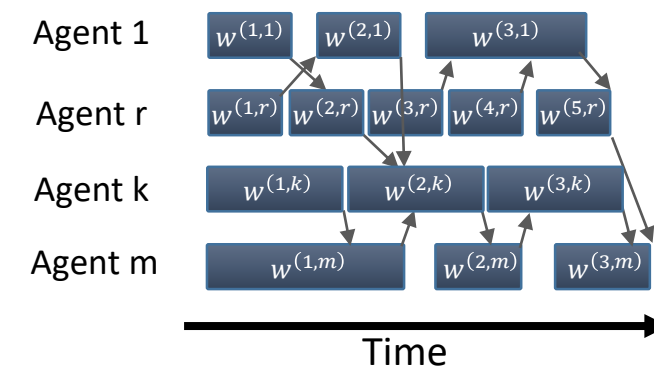 Agent 1 w^(1,1) w^(2,1) w^(3,1)
Agent r w^(1,r) w^(2,r) w^(3,r) w^(4,r) w^(5,r)
Agent k w^(1,k) w^(2,k) w^(3,k)
Agent m w^(1,m) w^(2,m) w^(3,m)
Time